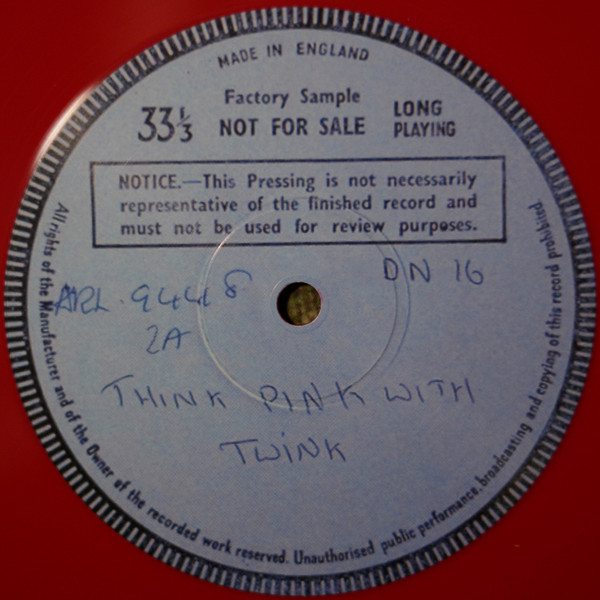 MADE IN ENGLAND
Factory Sample
33⅓ NOT FOR SALE LONG PLAYING
NOTICE.—This Pressing is not necessarily
representative of the finished record and
must not be used for review purposes.
ARL. 9448 DN 16
2A
THINK PINK WITH
TWINK
All rights of the Manufacturer and of the Owner of the recorded work reserved. Unauthorised public performance, broadcasting and copying of this record prohibited